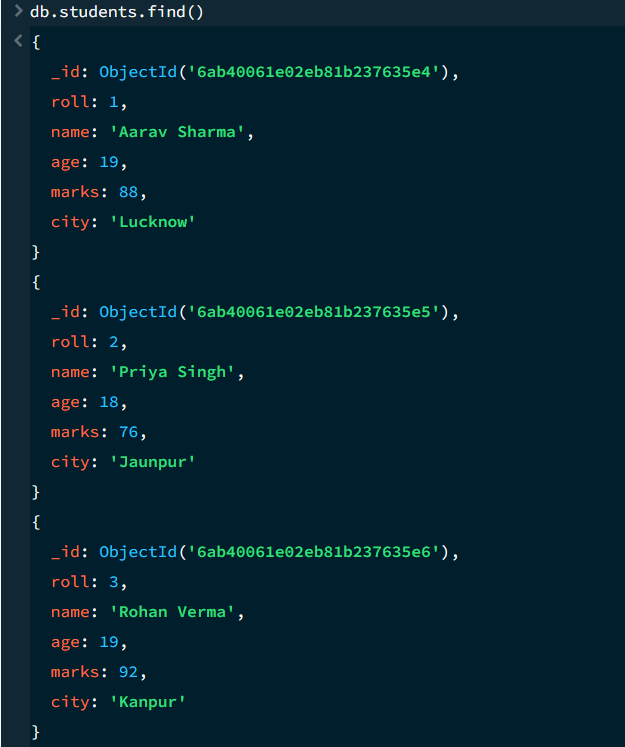 db.students.find()
{
_id: ObjectId('6ab40061e02eb81b237635e4'),
roll: 1,
name: 'Aarav Sharma',
age: 19,
marks: 88,
city: 'Lucknow'
}
{
_id: ObjectId('6ab40061e02eb81b237635e5'),
roll: 2,
name: 'Priya Singh',
age: 18,
marks: 76,
city: 'Jaunpur'
}
{
_id: ObjectId('6ab40061e02eb81b237635e6'),
roll: 3,
name: 'Rohan Verma',
age: 19,
marks: 92,
city: 'Kanpur'
}